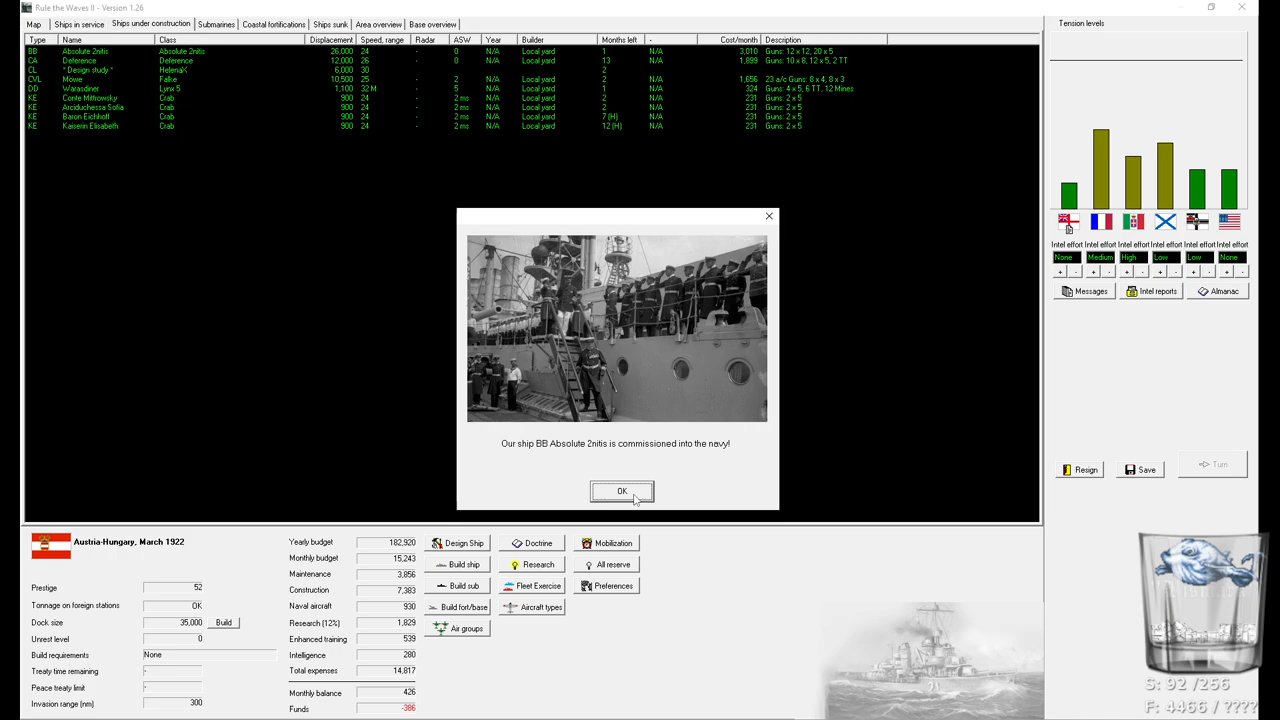 Rule the Waves II - Version 1.26
Map Ships in service Ships under construction Submarines Coastal fortifications Ships sunk Area overview Base overview
Type Name Class Displacement Speed, range Radar ASW Year Builder Months left - Cost/month Description
BB Absolute 2nitis Absolute 2nitis 26,000 24 - 0 N/A Local yard 1 N/A 3,010 Guns: 12 x 12, 20 x 5
CA Deference Deference 12,000 26 - 0 N/A Local yard 13 N/A 1,899 Guns: 10 x 8, 12 x 5, 2 TT
CL * Design study * HelenaX 6,000 30 2
CVL Möwe Falke 10,500 25 - 2 N/A Local yard 2 N/A 1,656 23 a/c Guns: 8 x 4, 8 x 3
DD Warasdiner Lynx 5 1,100 32 M - 5 N/A Local yard 1 N/A 324 Guns: 4 x 5, 6 TT, 12 Mines
KE Conte Mittrowsky Crab 900 24 - 2 ms N/A Local yard 2 N/A 231 Guns: 2 x 5
KE Arciduchessa Sofia Crab 900 24 - 2 ms N/A Local yard 2 N/A 231 Guns: 2 x 5
KE Baron Eichhoff Crab 900 24 - 2 ms N/A Local yard 7 (H) N/A 231 Guns: 2 x 5
KE Kaiserin Elisabeth Crab 900 24 - 2 ms N/A Local yard 12 (H) N/A 231 Guns: 2 x 5
Our ship BB Absolute 2nitis is commissioned into the navy!
OK
Tension levels
Intel effort Intel effort Intel effort Intel effort Intel effort Intel effort
None Medium High Low Low None
+ - + - + - + - + - + -
Messages Intel reports Almanac
Resign Save Turn
Austria-Hungary, March 1922
Prestige 52
Tonnage on foreign stations OK
Dock size 35,000 Build
Unrest level 0
Build requirements None
Treaty time remaining -
Peace treaty limit -
Invasion range (nm) 300
Yearly budget 182,920
Monthly budget 15,243
Maintenance 3,856
Construction 7,383
Naval aircraft 930
Research (12%) 1,829
Enhanced training 539
Intelligence 280
Total expenses 14,817
Monthly balance 426
Funds -386
Design Ship Doctrine Mobilization
Build ship Research All reserve
Build sub Fleet Exercise Preferences
Build fort/base Aircraft types
Air groups
S: 92 /256
F: 4466 / ????